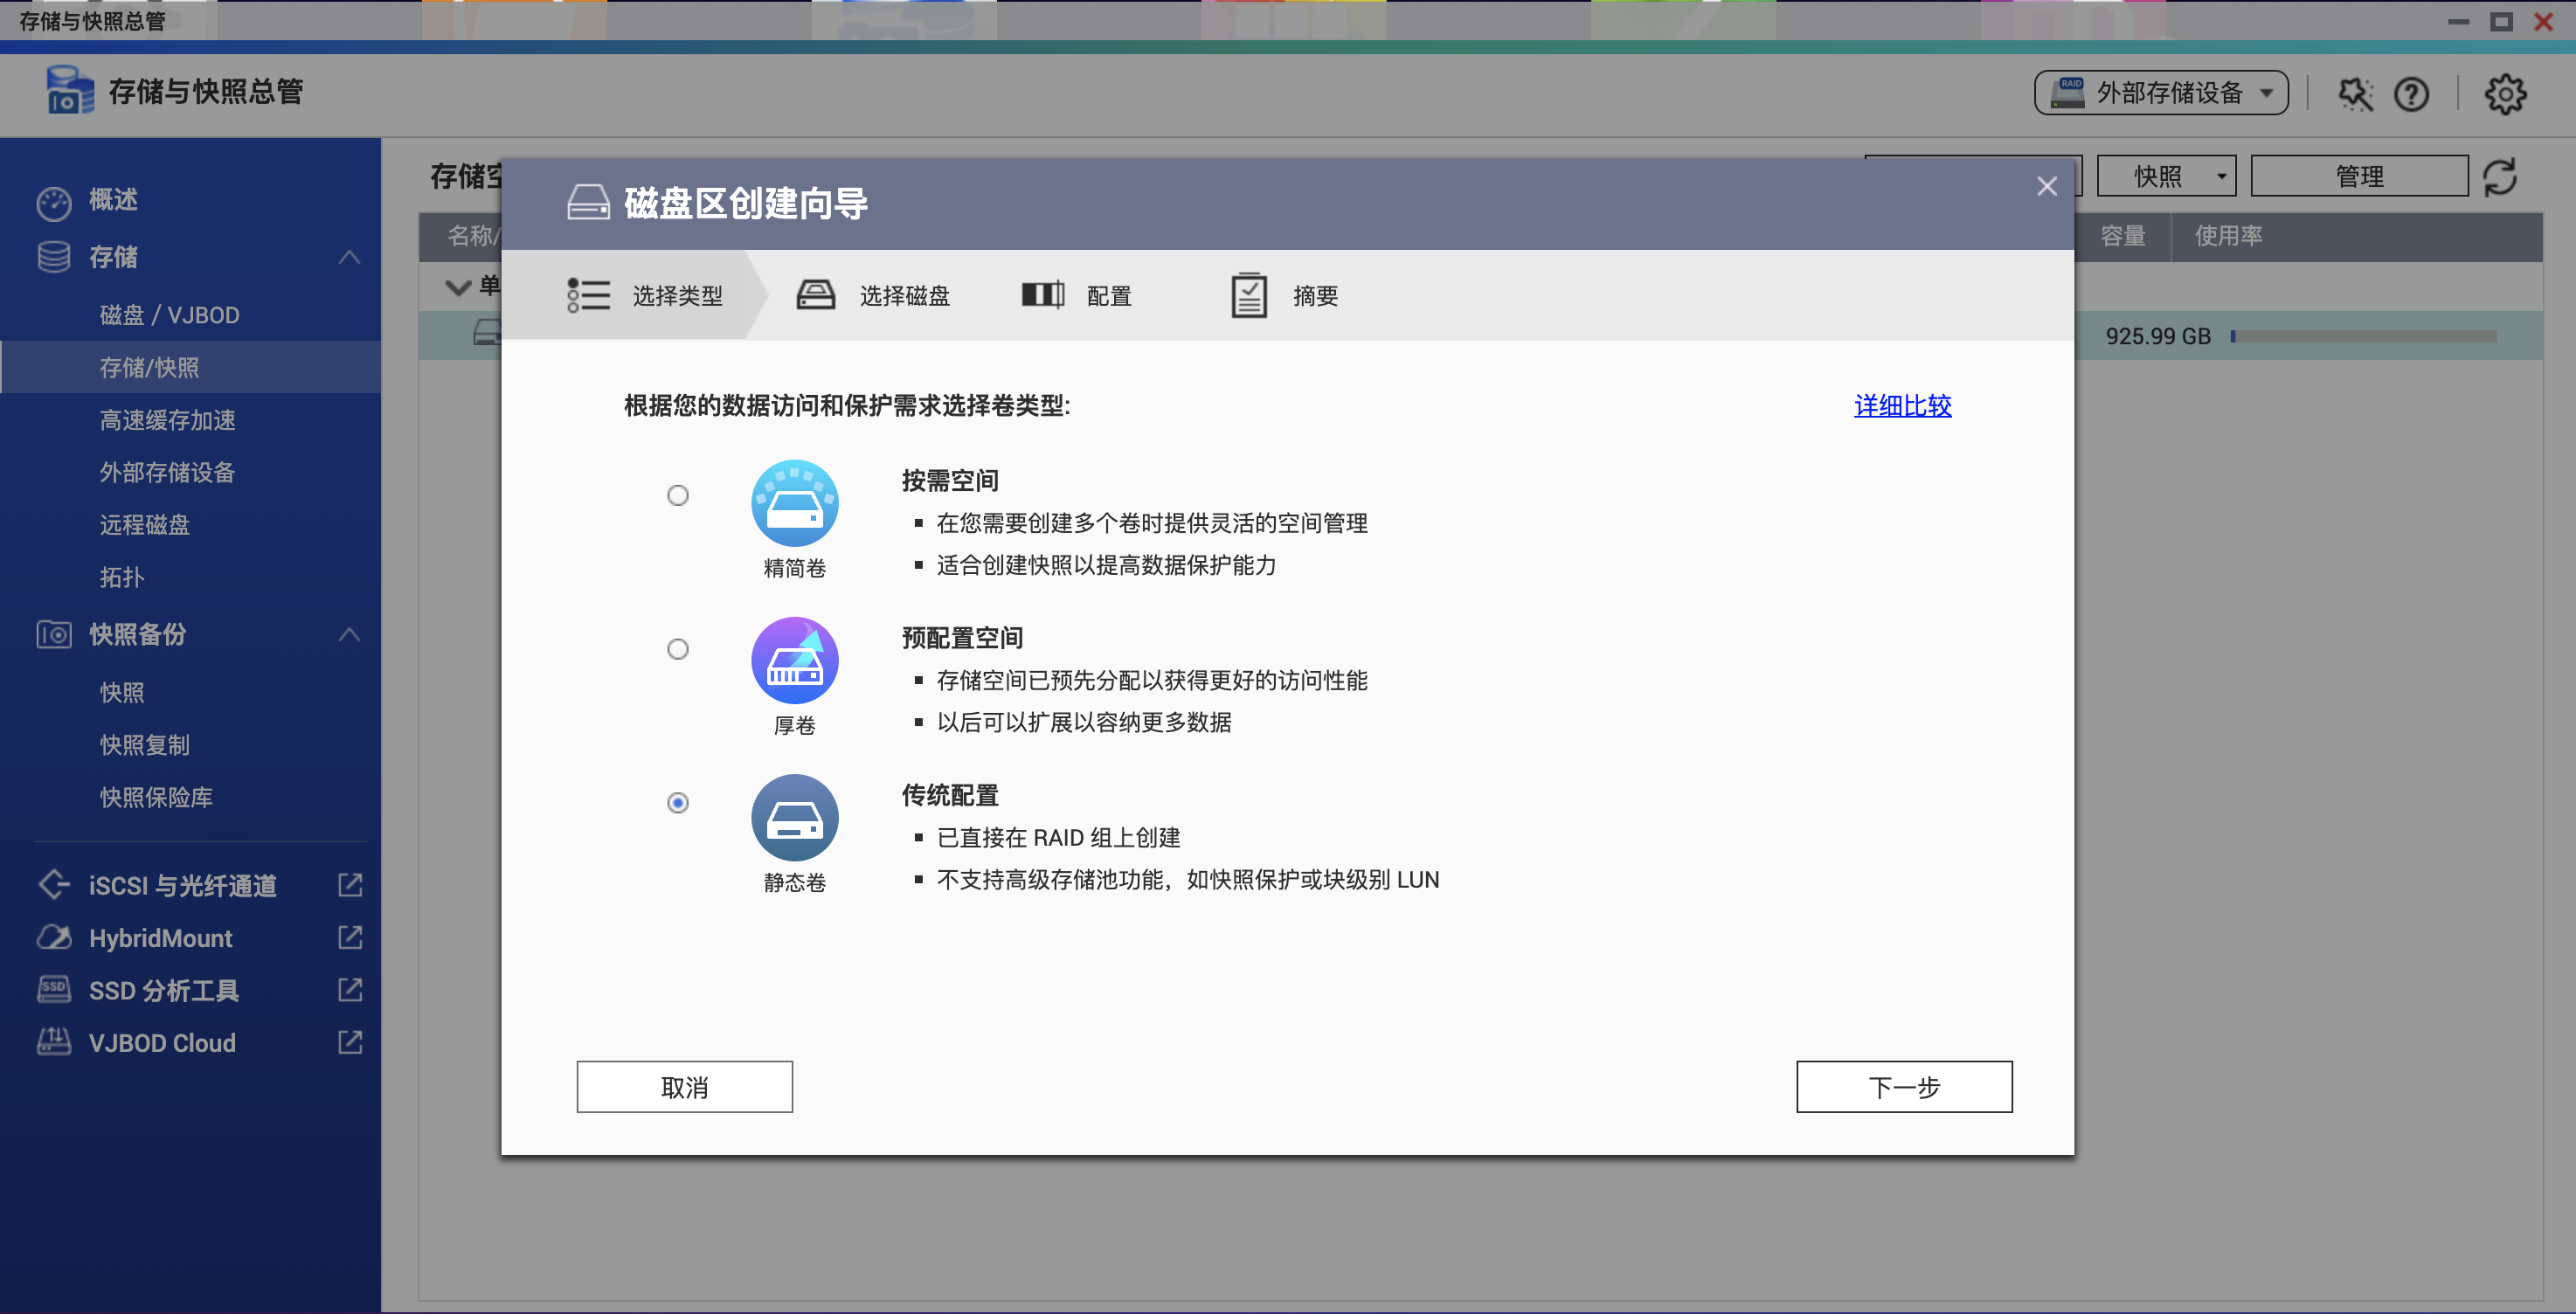 存储与快照总管
存储与快照总管
RAID 外部存储设备
概述
存储
磁盘 / VJBOD
存储/快照
高速缓存加速
外部存储设备
远程磁盘
拓扑
快照备份
快照
快照复制
快照保险库
iSCSI 与光纤通道
HybridMount
SSD 分析工具
VJBOD Cloud
存储空
快照
管理
名称/
容量
使用率
单
925.99 GB
磁盘区创建向导
选择类型
选择磁盘
配置
摘要
根据您的数据访问和保护需求选择卷类型:
详细比较
精简卷
按需空间
在您需要创建多个卷时提供灵活的空间管理
适合创建快照以提高数据保护能力
厚卷
预配置空间
存储空间已预先分配以获得更好的访问性能
以后可以扩展以容纳更多数据
静态卷
传统配置
已直接在 RAID 组上创建
不支持高级存储池功能，如快照保护或块级别 LUN
取消
下一步